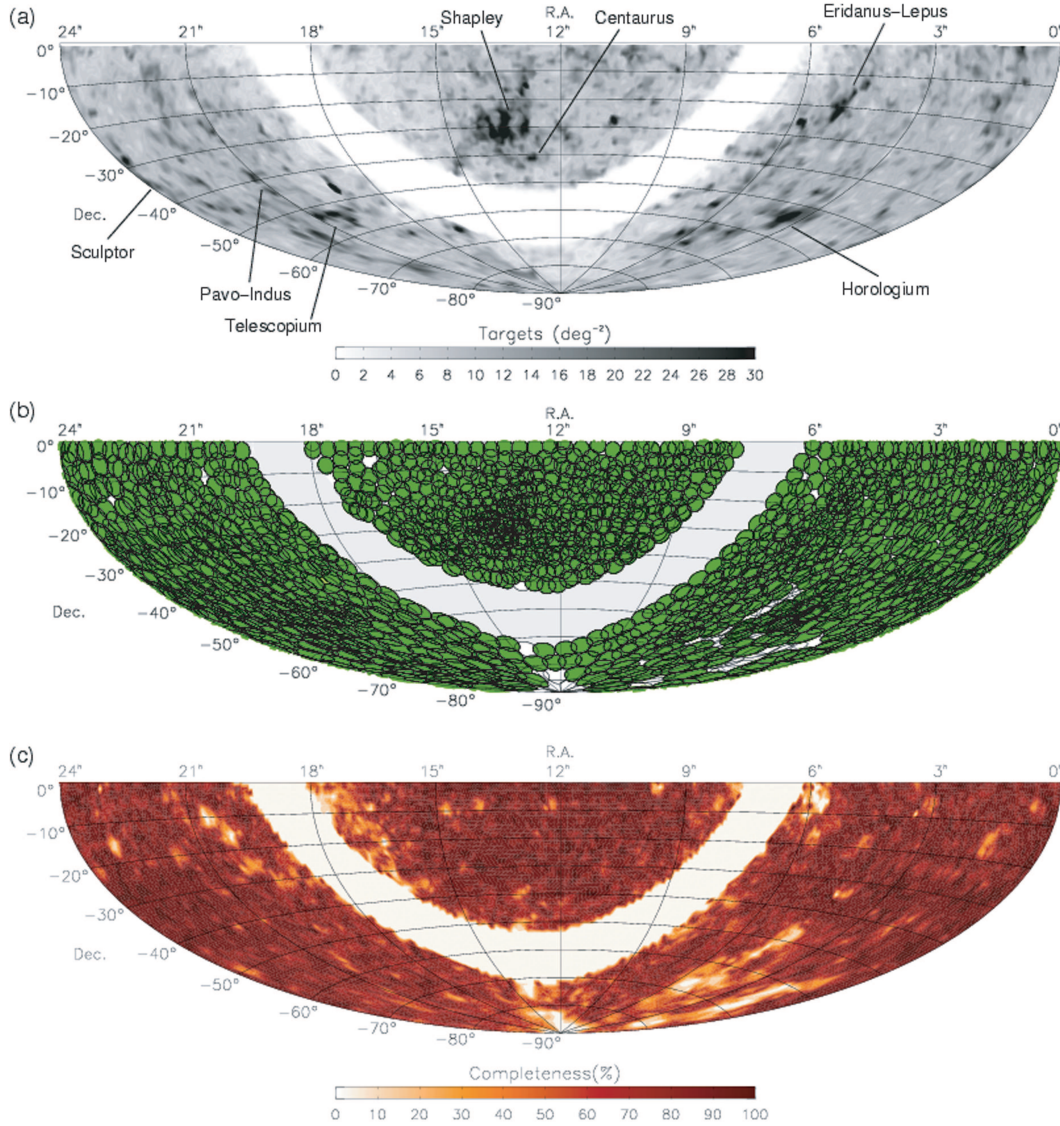 (a)
Shapley
R.A.
Centaurus
Eridanus–Lepus
24ʰ 21ʰ 18ʰ 15ʰ 12ʰ 9ʰ 6ʰ 3ʰ 0ʰ
0°
−10°
−20°
−30°
Dec. −40°
Sculptor
−50°
−60°
Pavo–Indus
−70°
−90°
Horologium
Telescopium
Targets (deg⁻²)
0 2 4 6 8 10 12 14 16 18 20 22 24 26 28 30
(b)
R.A.
24ʰ 21ʰ 18ʰ 15ʰ 12ʰ 9ʰ 6ʰ 3ʰ 0ʰ
0°
−10°
−20°
−30°
Dec. −40°
−50°
−60°
−70°
−80°
−90°
(c)
R.A.
24ʰ 21ʰ 18ʰ 15ʰ 12ʰ 9ʰ 6ʰ 3ʰ 0ʰ
0°
−10°
−20°
−30°
Dec. −40°
−50°
−60°
−70°
−80°
−90°
Completeness(%)
0 10 20 30 40 50 60 70 80 90 100